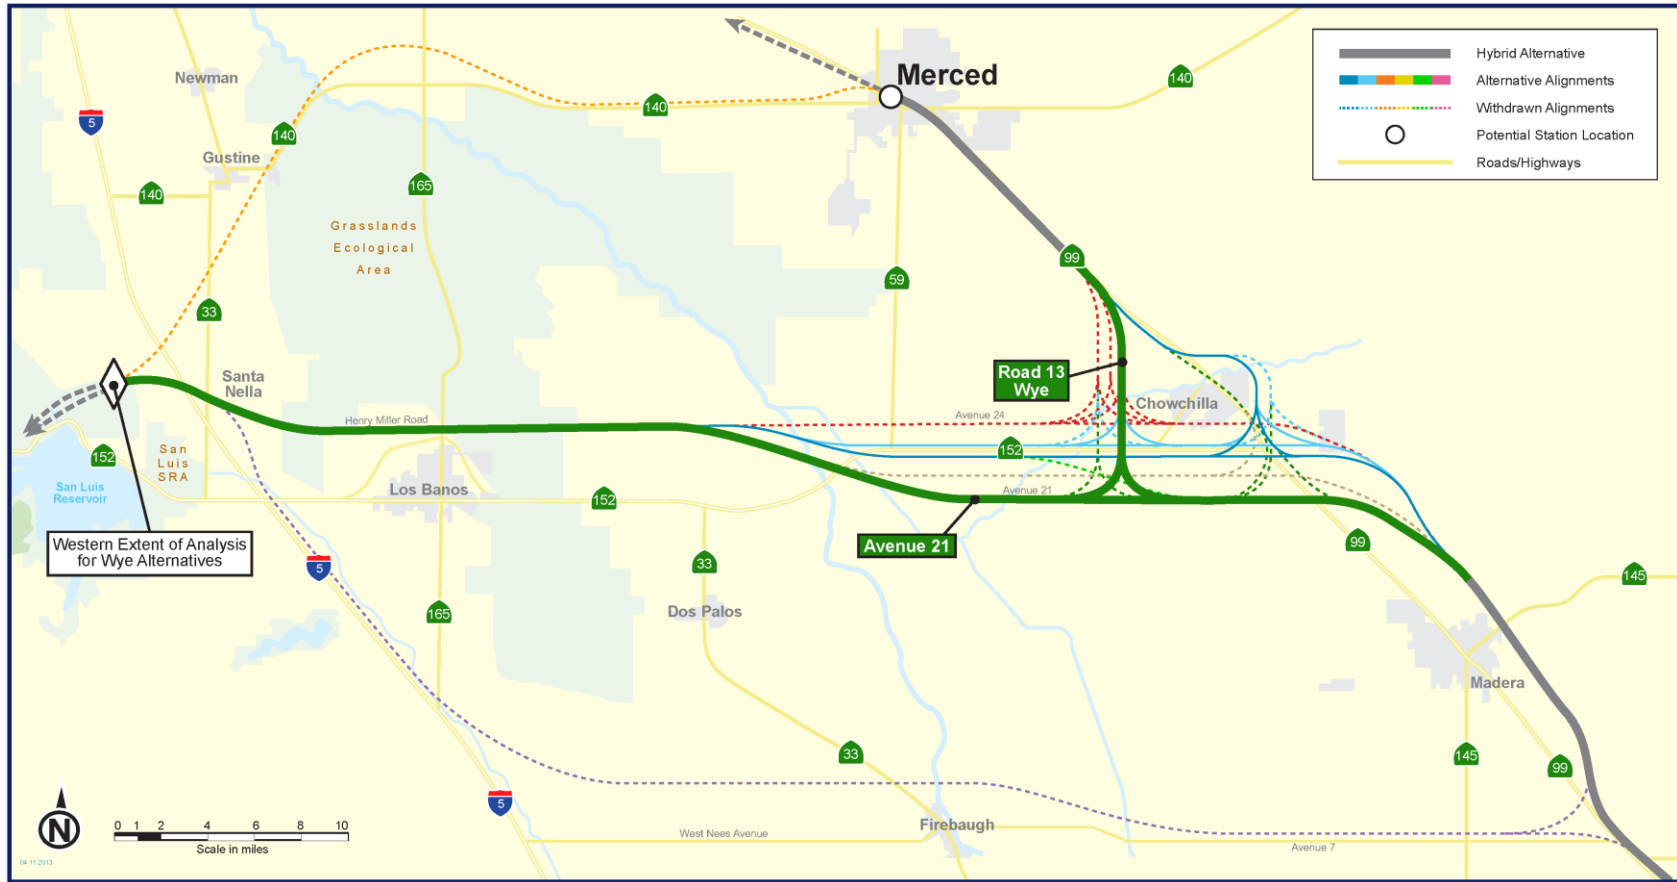 Hybrid Alternative
Alternative Alignments
Withdrawn Alignments
Potential Station Location
Roads/Highways
Merced
Newman
140
5
140
140
Gustine
165
140
Grasslands
Ecological
Area
99
59
33
Road 13
Wye
Santa
Nella
Chowchilla
Henry Miller Road
Avenue 24
152
San
Luis
SRA
152
San Luis
Reservoir
Los Banos
152
Avenue 21
Western Extent of Analysis
for Wye Alternatives
Avenue 21
99
5
33
145
165
Dos Palos
Madera
33
145
99
5
N
0 1 2 4 6 8 10
Scale in miles
West Nees Avenue
Firebaugh
Avenue 7
04 11 2013